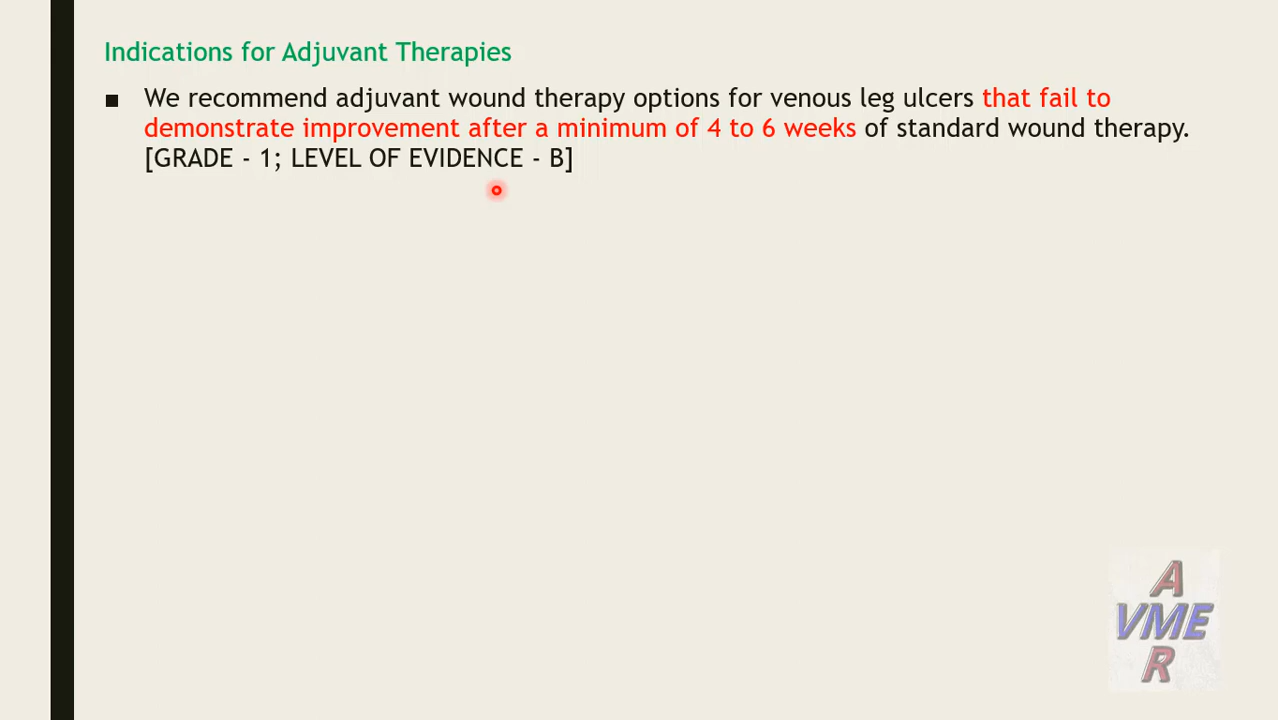 Indications for Adjuvant Therapies
■ We recommend adjuvant wound therapy options for venous leg ulcers that fail to
demonstrate improvement after a minimum of 4 to 6 weeks of standard wound therapy.
[GRADE - 1; LEVEL OF EVIDENCE - B]
A
VME
R